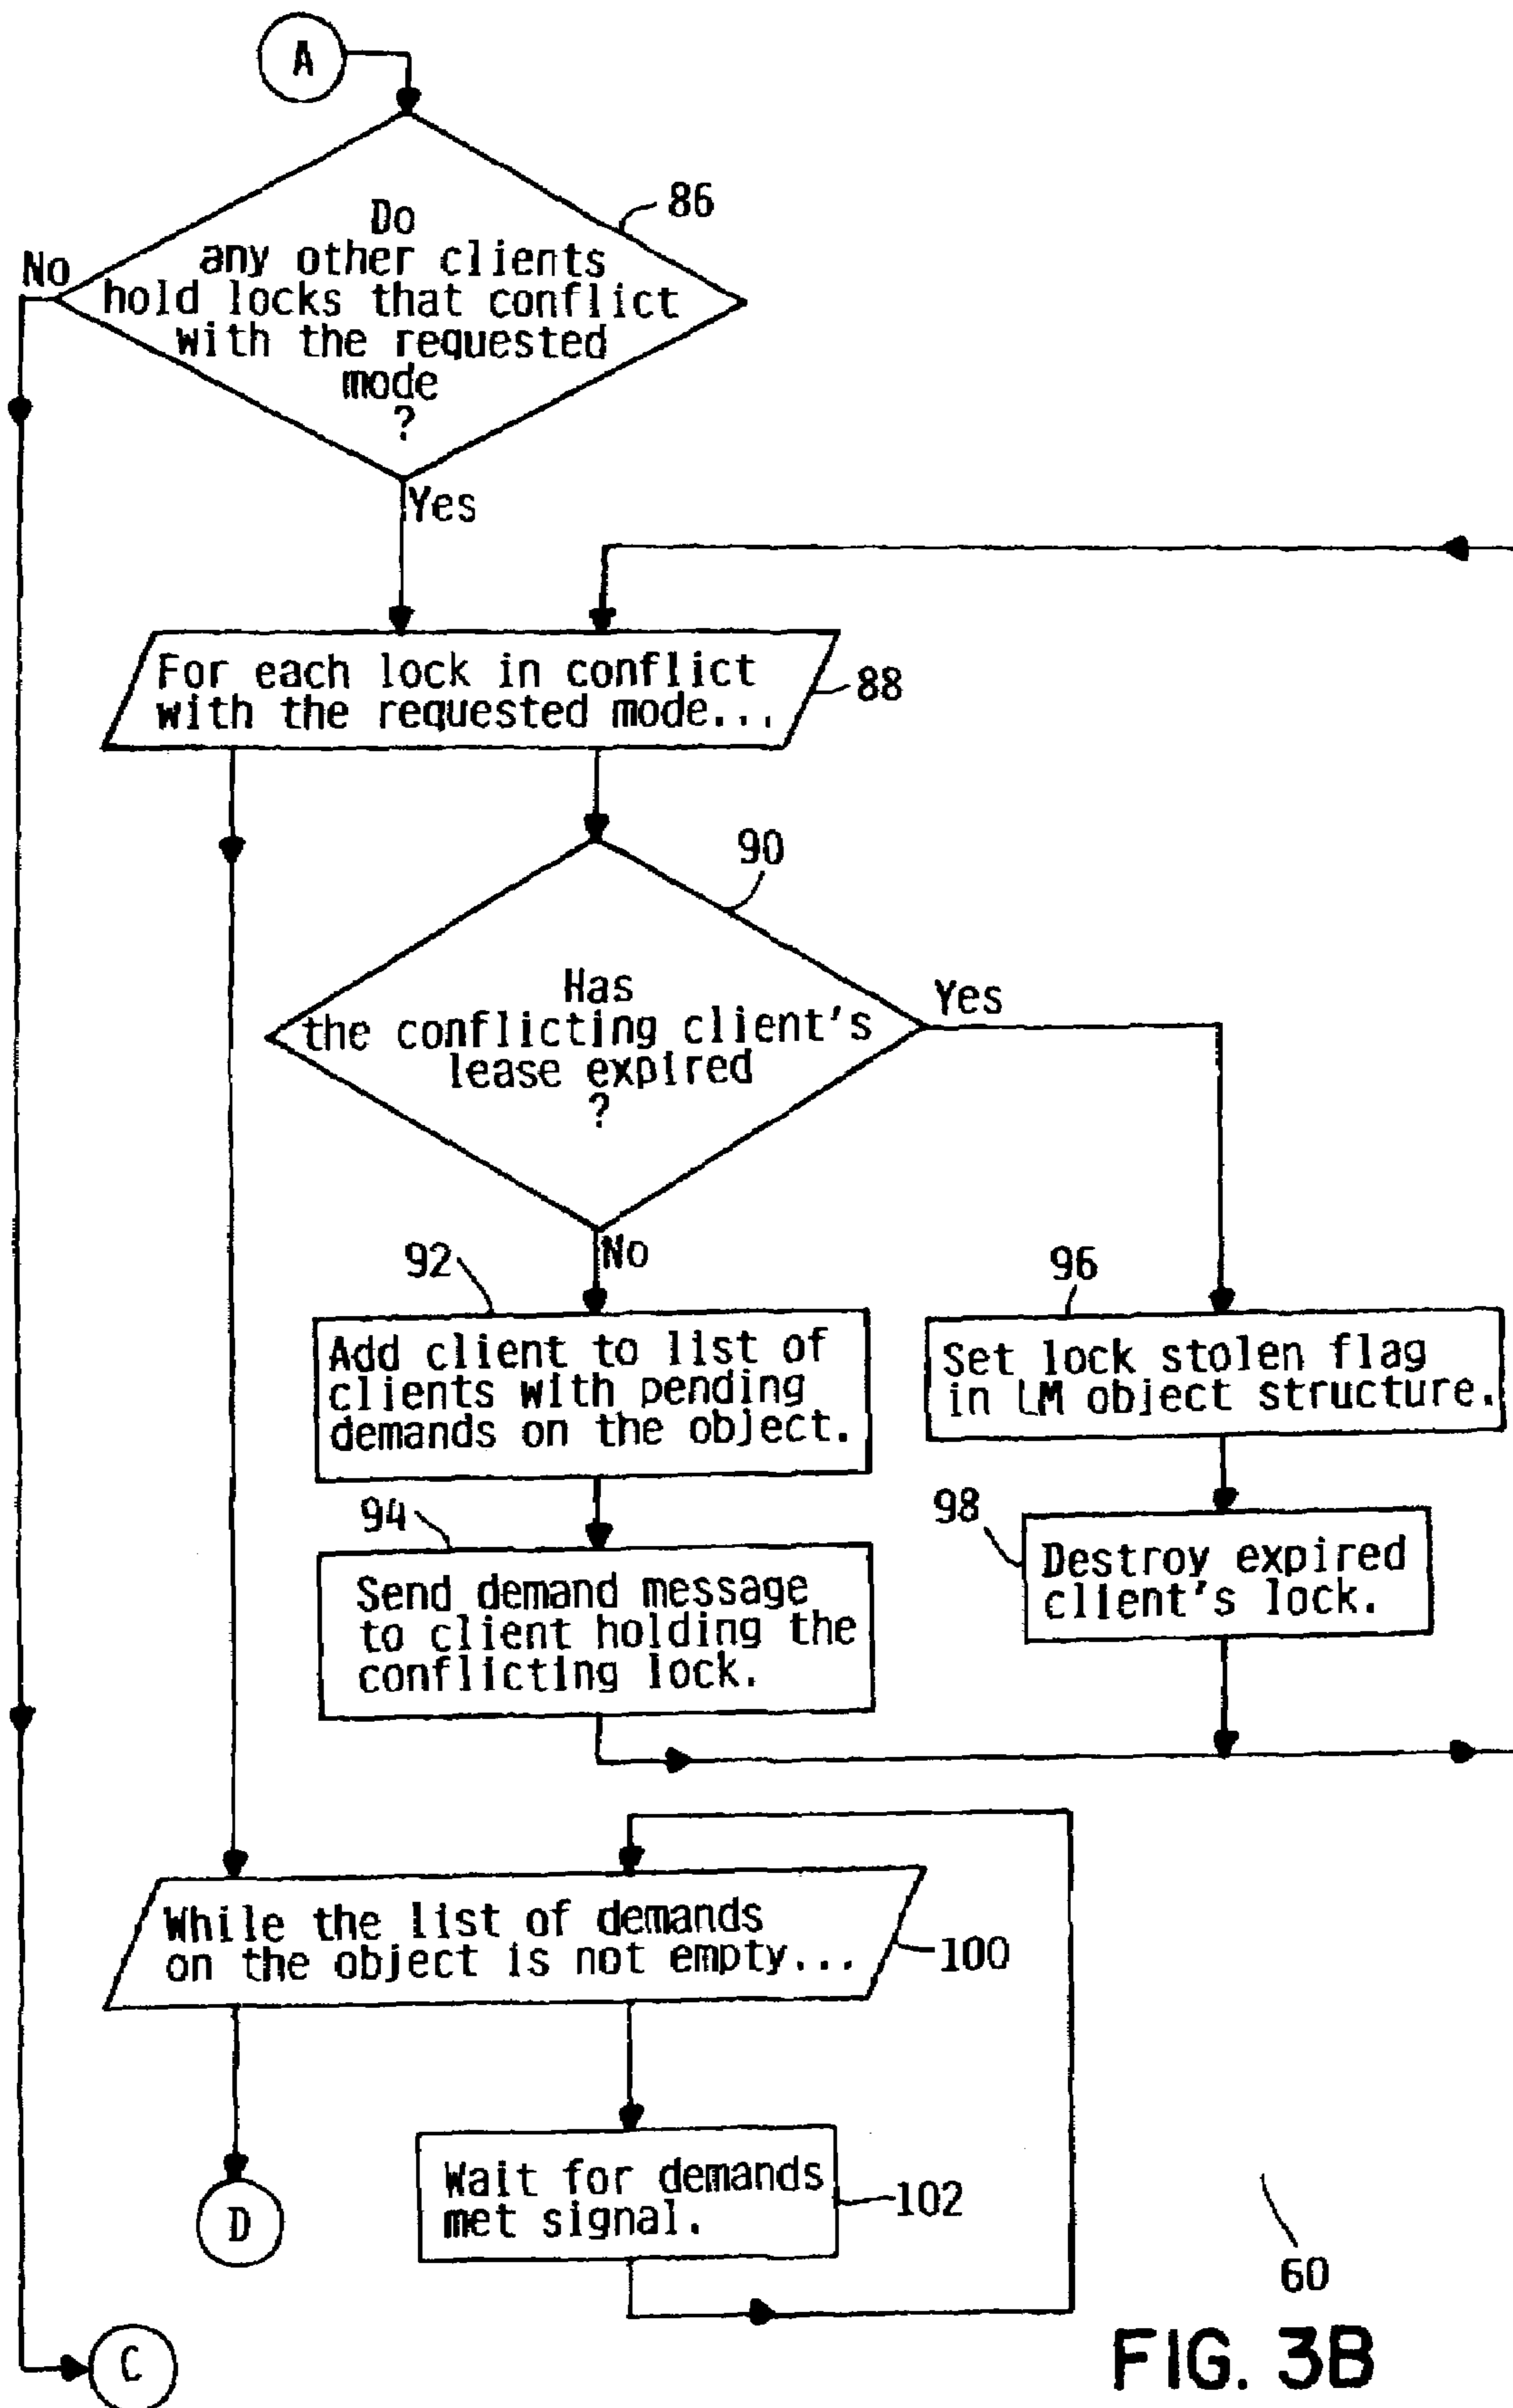 A
86
Do
any other clients
hold locks that conflict
with the requested
mode
?
No
Yes
For each lock in conflict
with the requested mode...
88
90
Has
the conflicting client's
lease expired
?
Yes
No
92
96
Add client to list of
clients with pending
demands on the object.
Set lock stolen flag
in LM object structure.
94
98
Send demand message
to client holding the
conflicting lock.
Destroy expired
client's lock.
While the list of demands
on the object is not empty...
100
Wait for demands
met signal.
102
D
60
C
FIG. 3B